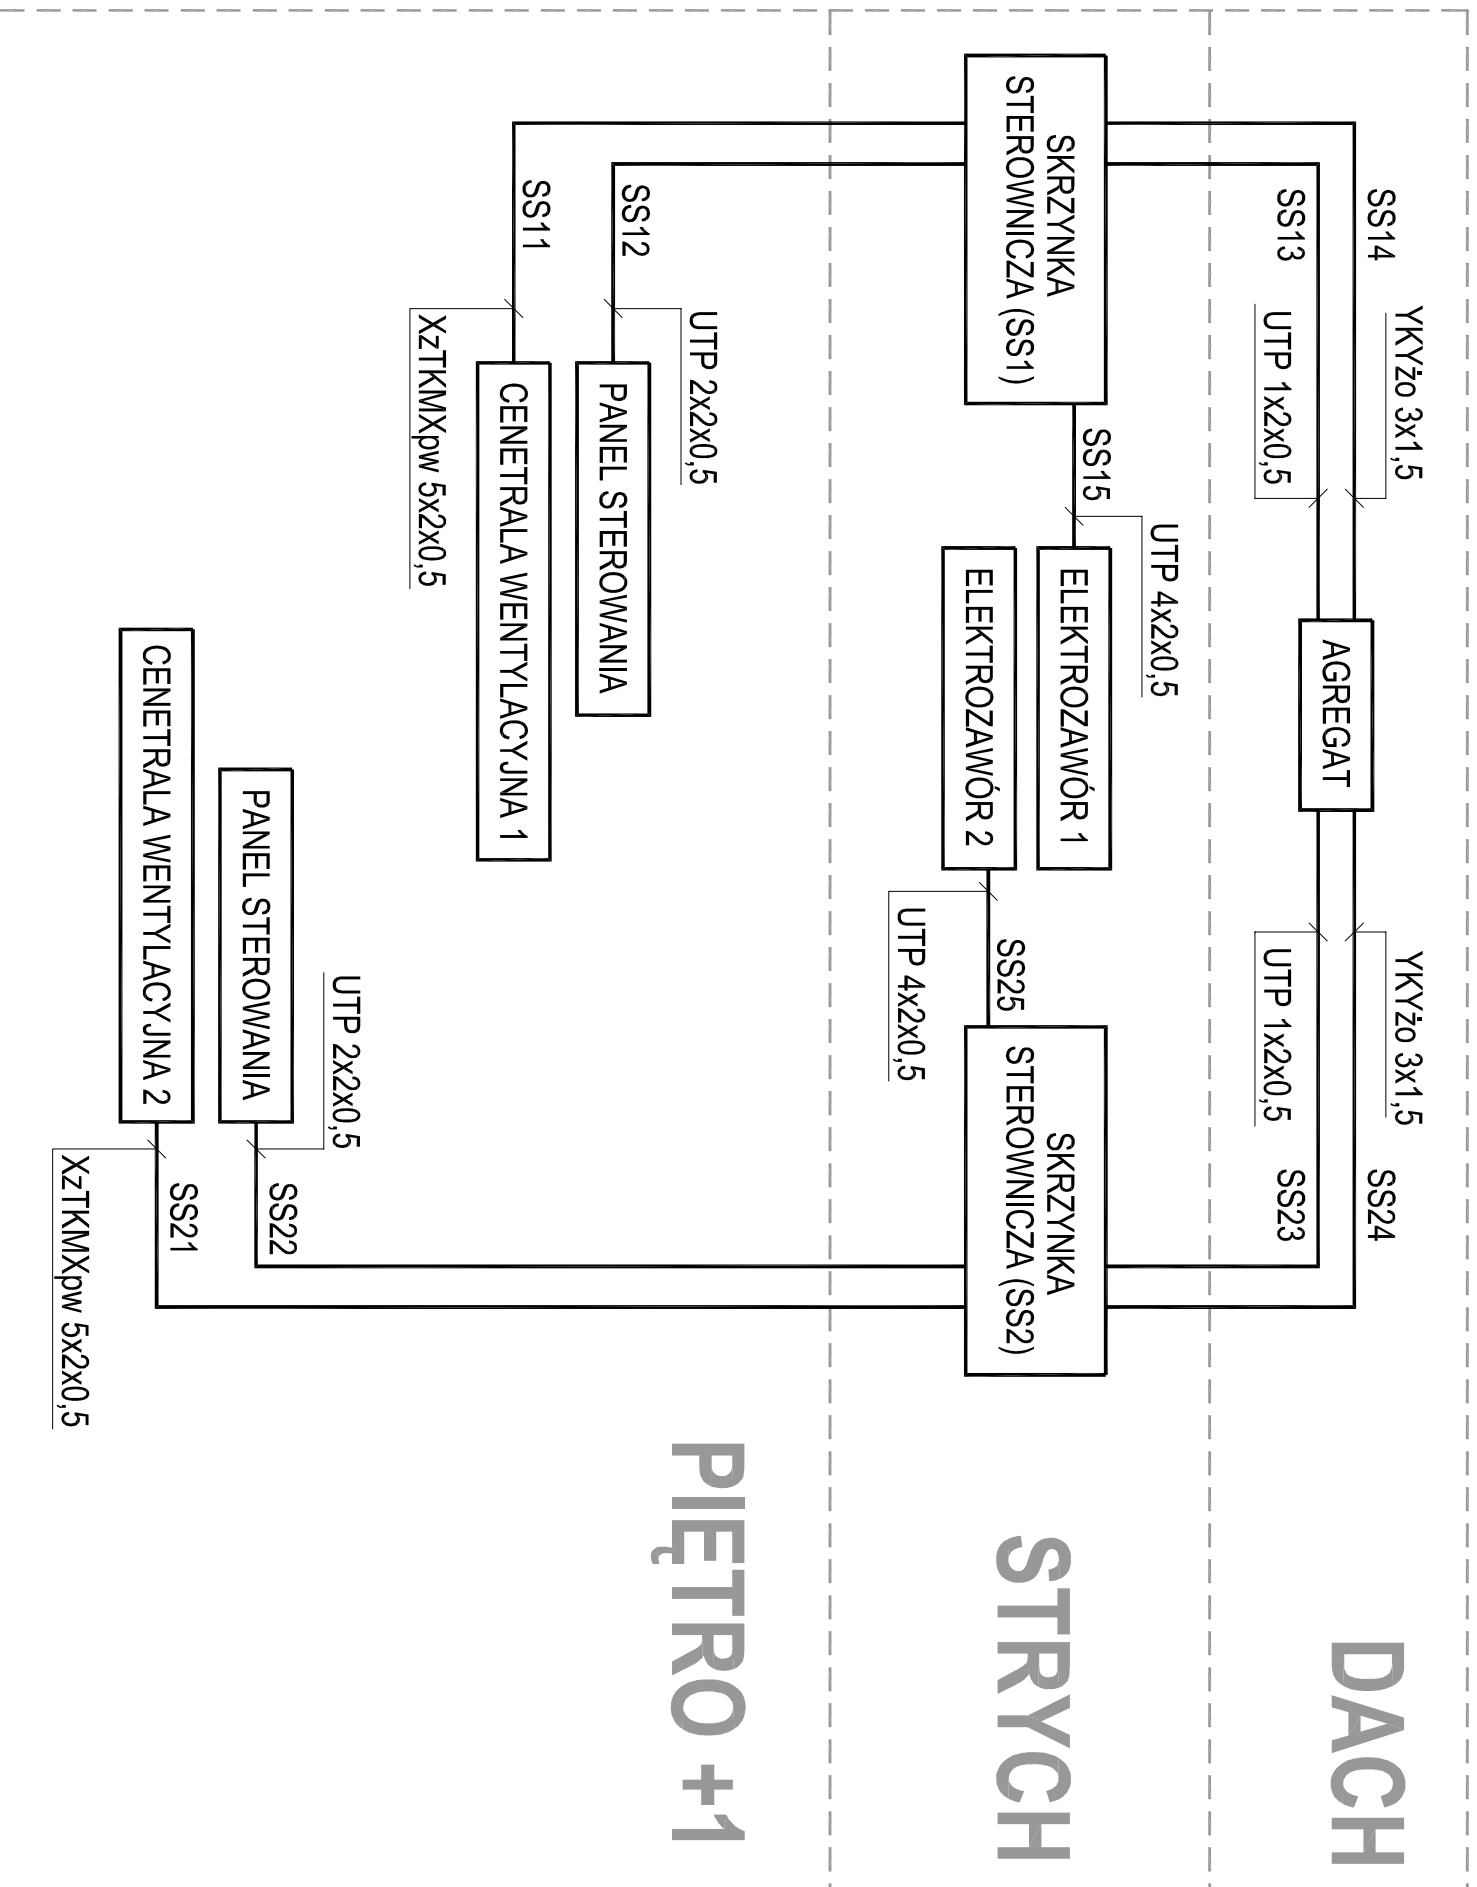 SS14
YKYżo 3x1,5
YKYżo 3x1,5
SS24
SS13
UTP 1x2x0,5
AGREGAT
UTP 1x2x0,5
SS23
DACH
SKRZYNKA
STEROWNICZA (SS1)
SS15
UTP 4x2x0,5
ELEKTROZAWÓR 1
ELEKTROZAWÓR 2
SS25
UTP 4x2x0,5
SKRZYNKA
STEROWNICZA (SS2)
STRYCH
SS12
UTP 2x2x0,5
PANEL STEROWANIA
SS11
XzTKMXpw 5x2x0,5
CENETRALA WENTYLACYJNA 1
PIĘTRO +1
UTP 2x2x0,5
PANEL STEROWANIA
SS22
CENETRALA WENTYLACYJNA 2
SS21
XzTKMXpw 5x2x0,5